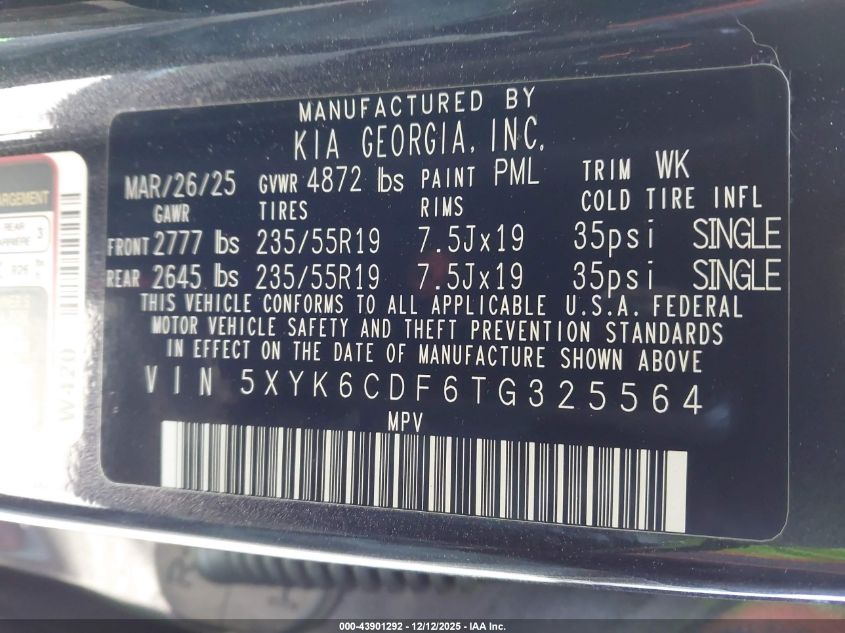 MANUFACTURED BY
KIA GEORGIA, INC.
MAR/26/25 GVWR 4872 lbs PAINT PML TRIM WK
GAWR TIRES RIMS COLD TIRE INFL
FRONT 2777 lbs 235/55R19 7.5Jx19 35psi SINGLE
REAR 2645 lbs 235/55R19 7.5Jx19 35psi SINGLE
THIS VEHICLE CONFORMS TO ALL APPLICABLE U.S.A. FEDERAL
MOTOR VEHICLE SAFETY AND THEFT PREVENTION STANDARDS
IN EFFECT ON THE DATE OF MANUFACTURE SHOWN ABOVE
VIN 5XYK6CDF6TG325564
MPV
REAR
3
W420
000-43901292 - 12/12/2025 - IAA Inc.